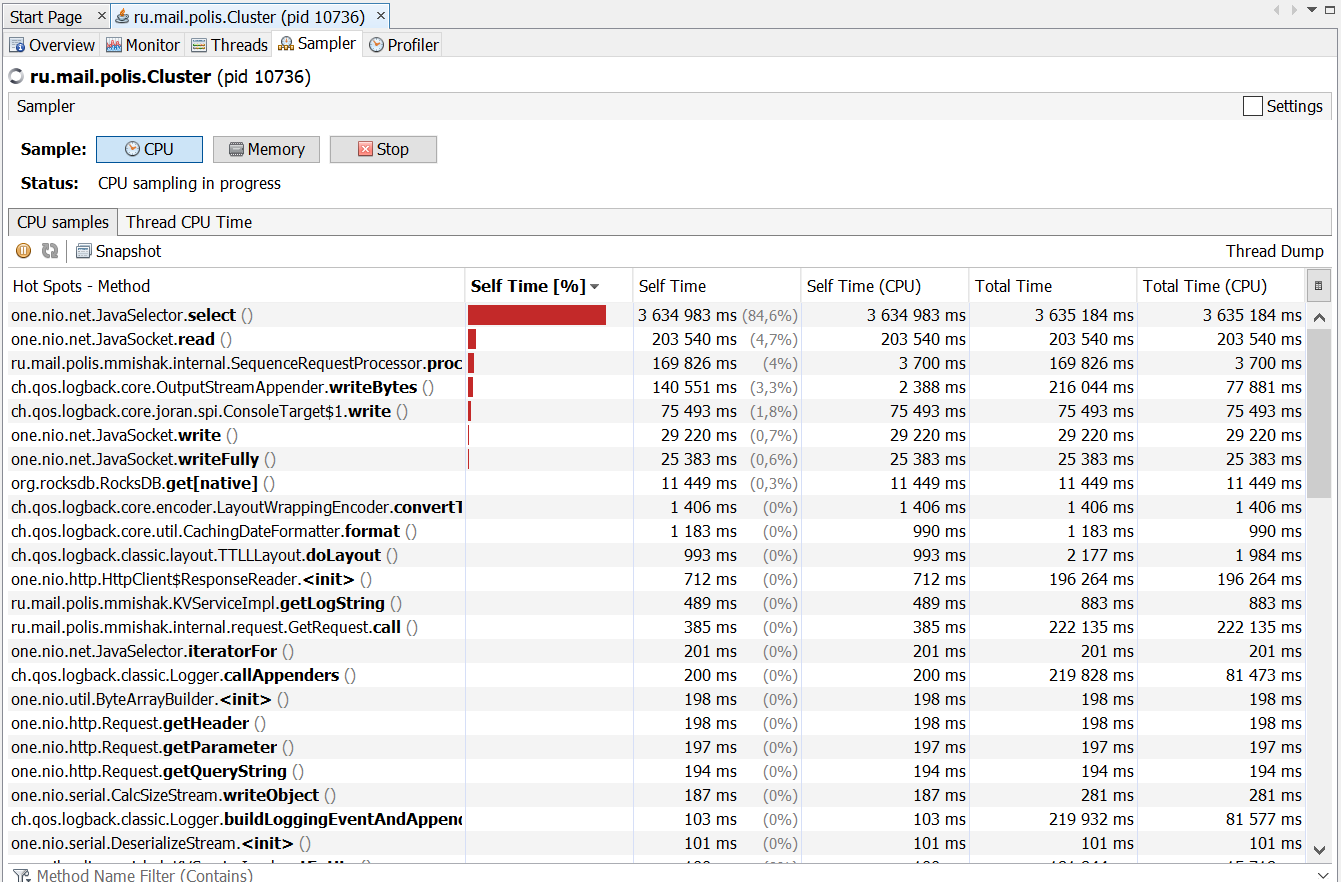 Start Page × ru.mail.polis.Cluster (pid 10736) ×
Overview Monitor Threads Sampler Profiler
ru.mail.polis.Cluster (pid 10736)
Sampler Settings
Sample: CPU Memory Stop
Status: CPU sampling in progress
CPU samples Thread CPU Time
Snapshot Thread Dump
Hot Spots - Method Self Time [%] Self Time Self Time (CPU) Total Time Total Time (CPU)
one.nio.net.JavaSelector.select () 3 634 983 ms (84,6%) 3 634 983 ms 3 635 184 ms 3 635 184 ms
one.nio.net.JavaSocket.read () 203 540 ms (4,7%) 203 540 ms 203 540 ms 203 540 ms
ru.mail.polis.mmishak.internal.SequenceRequestProcessor.proc 169 826 ms (4%) 3 700 ms 169 826 ms 3 700 ms
ch.qos.logback.core.OutputStreamAppender.writeBytes () 140 551 ms (3,3%) 2 388 ms 216 044 ms 77 881 ms
ch.qos.logback.core.joran.spi.ConsoleTarget$1.write () 75 493 ms (1,8%) 75 493 ms 75 493 ms 75 493 ms
one.nio.net.JavaSocket.write () 29 220 ms (0,7%) 29 220 ms 29 220 ms 29 220 ms
one.nio.net.JavaSocket.writeFully () 25 383 ms (0,6%) 25 383 ms 25 383 ms 25 383 ms
org.rocksdb.RocksDB.get[native] () 11 449 ms (0,3%) 11 449 ms 11 449 ms 11 449 ms
ch.qos.logback.core.encoder.LayoutWrappingEncoder.convertT 1 406 ms (0%) 1 406 ms 1 406 ms 1 406 ms
ch.qos.logback.core.util.CachingDateFormatter.format () 1 183 ms (0%) 990 ms 1 183 ms 990 ms
ch.qos.logback.classic.layout.TTLLLayout.doLayout () 993 ms (0%) 993 ms 2 177 ms 1 984 ms
one.nio.http.HttpClient$ResponseReader.<init> () 712 ms (0%) 712 ms 196 264 ms 196 264 ms
ru.mail.polis.mmishak.KVServiceImpl.getLogString () 489 ms (0%) 489 ms 883 ms 883 ms
ru.mail.polis.mmishak.internal.request.GetRequest.call () 385 ms (0%) 385 ms 222 135 ms 222 135 ms
one.nio.net.JavaSelector.iteratorFor () 201 ms (0%) 201 ms 201 ms 201 ms
ch.qos.logback.classic.Logger.callAppenders () 200 ms (0%) 200 ms 219 828 ms 81 473 ms
one.nio.util.ByteArrayBuilder.<init> () 198 ms (0%) 198 ms 198 ms 198 ms
one.nio.http.Request.getHeader () 198 ms (0%) 198 ms 198 ms 198 ms
one.nio.http.Request.getParameter () 197 ms (0%) 197 ms 197 ms 197 ms
one.nio.http.Request.getQueryString () 194 ms (0%) 194 ms 194 ms 194 ms
one.nio.serial.CalcSizeStream.writeObject () 187 ms (0%) 187 ms 281 ms 281 ms
ch.qos.logback.classic.Logger.buildLoggingEventAndAppend 103 ms (0%) 103 ms 219 932 ms 81 577 ms
one.nio.serial.DeserializeStream.<init> () 101 ms (0%) 101 ms 101 ms 101 ms
Method Name Filter (Contains)